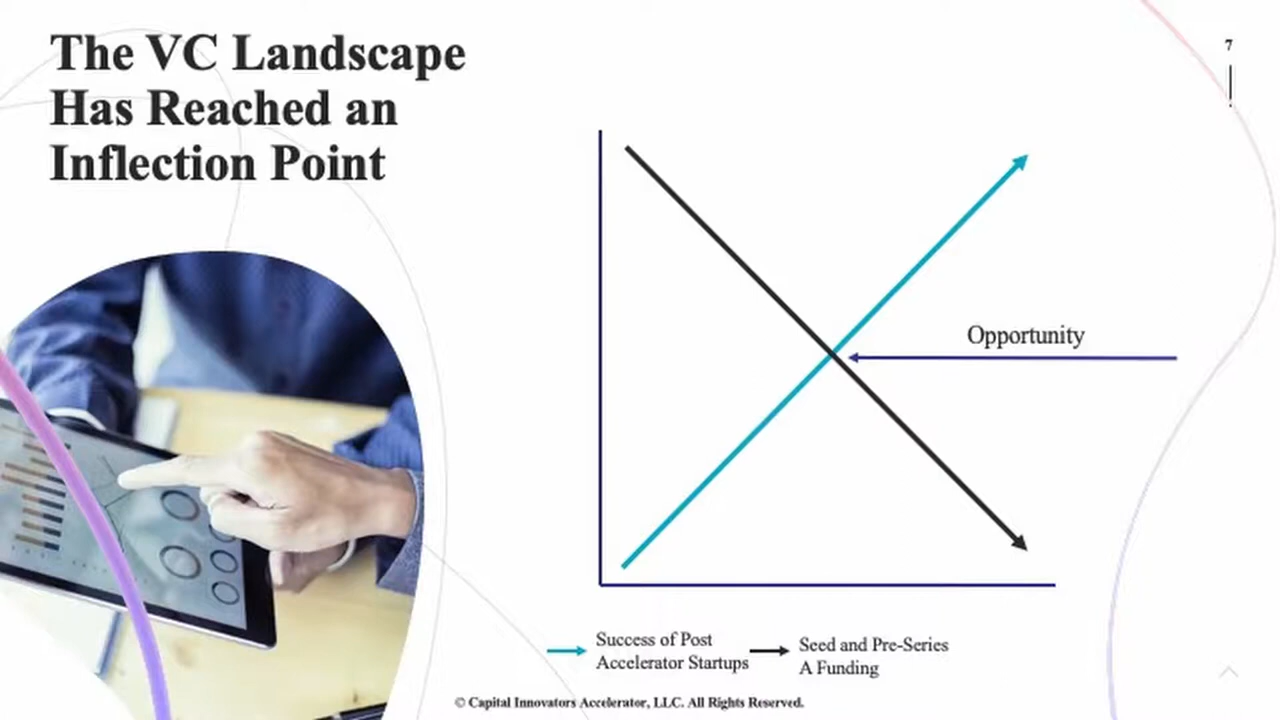 The VC Landscape
Has Reached an
Inflection Point
7
Opportunity
Success of Post
Accelerator Startups
Seed and Pre-Series
A Funding
© Capital Innovators Accelerator, LLC. All Rights Reserved.